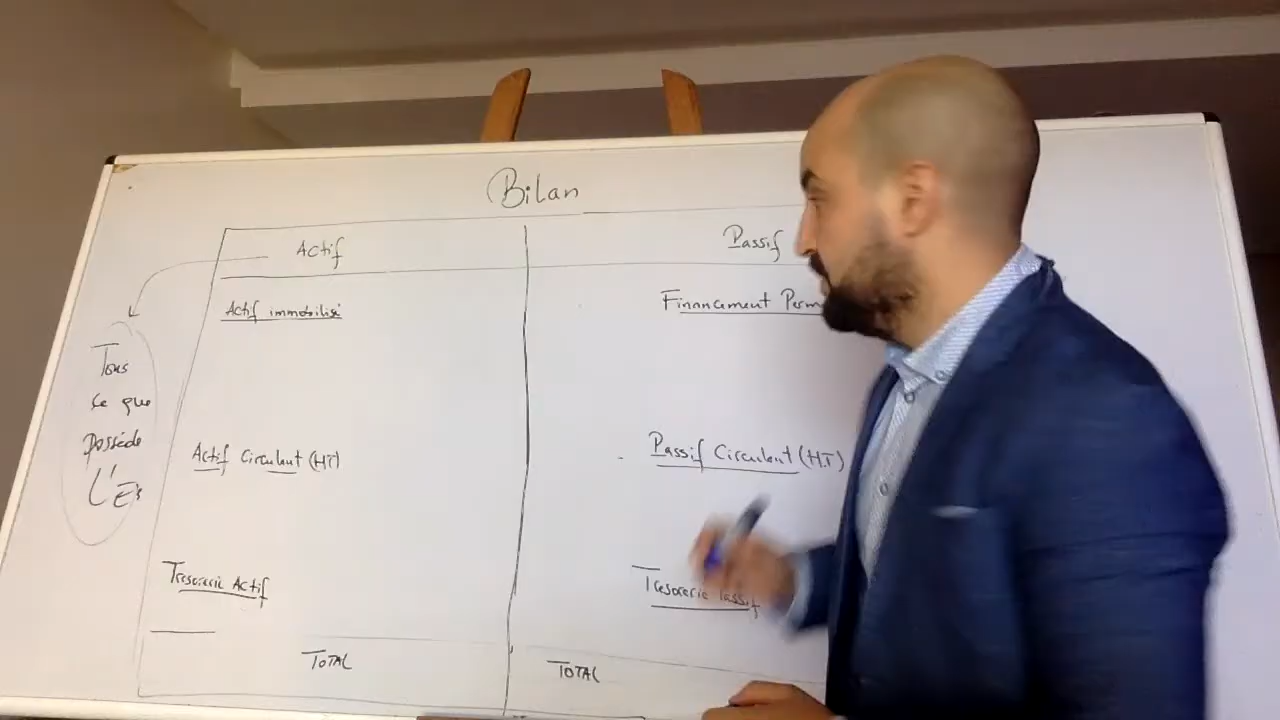 Bilan
Actif
Passif
Actif immobilisé
Financement Perm
Tous
ce que
possède
L'Es
Actif Circulant (HT)
Passif Circulant (H.T)
Tresorerie Actif
Tresorerie Passif
TOTAL
TOTAL